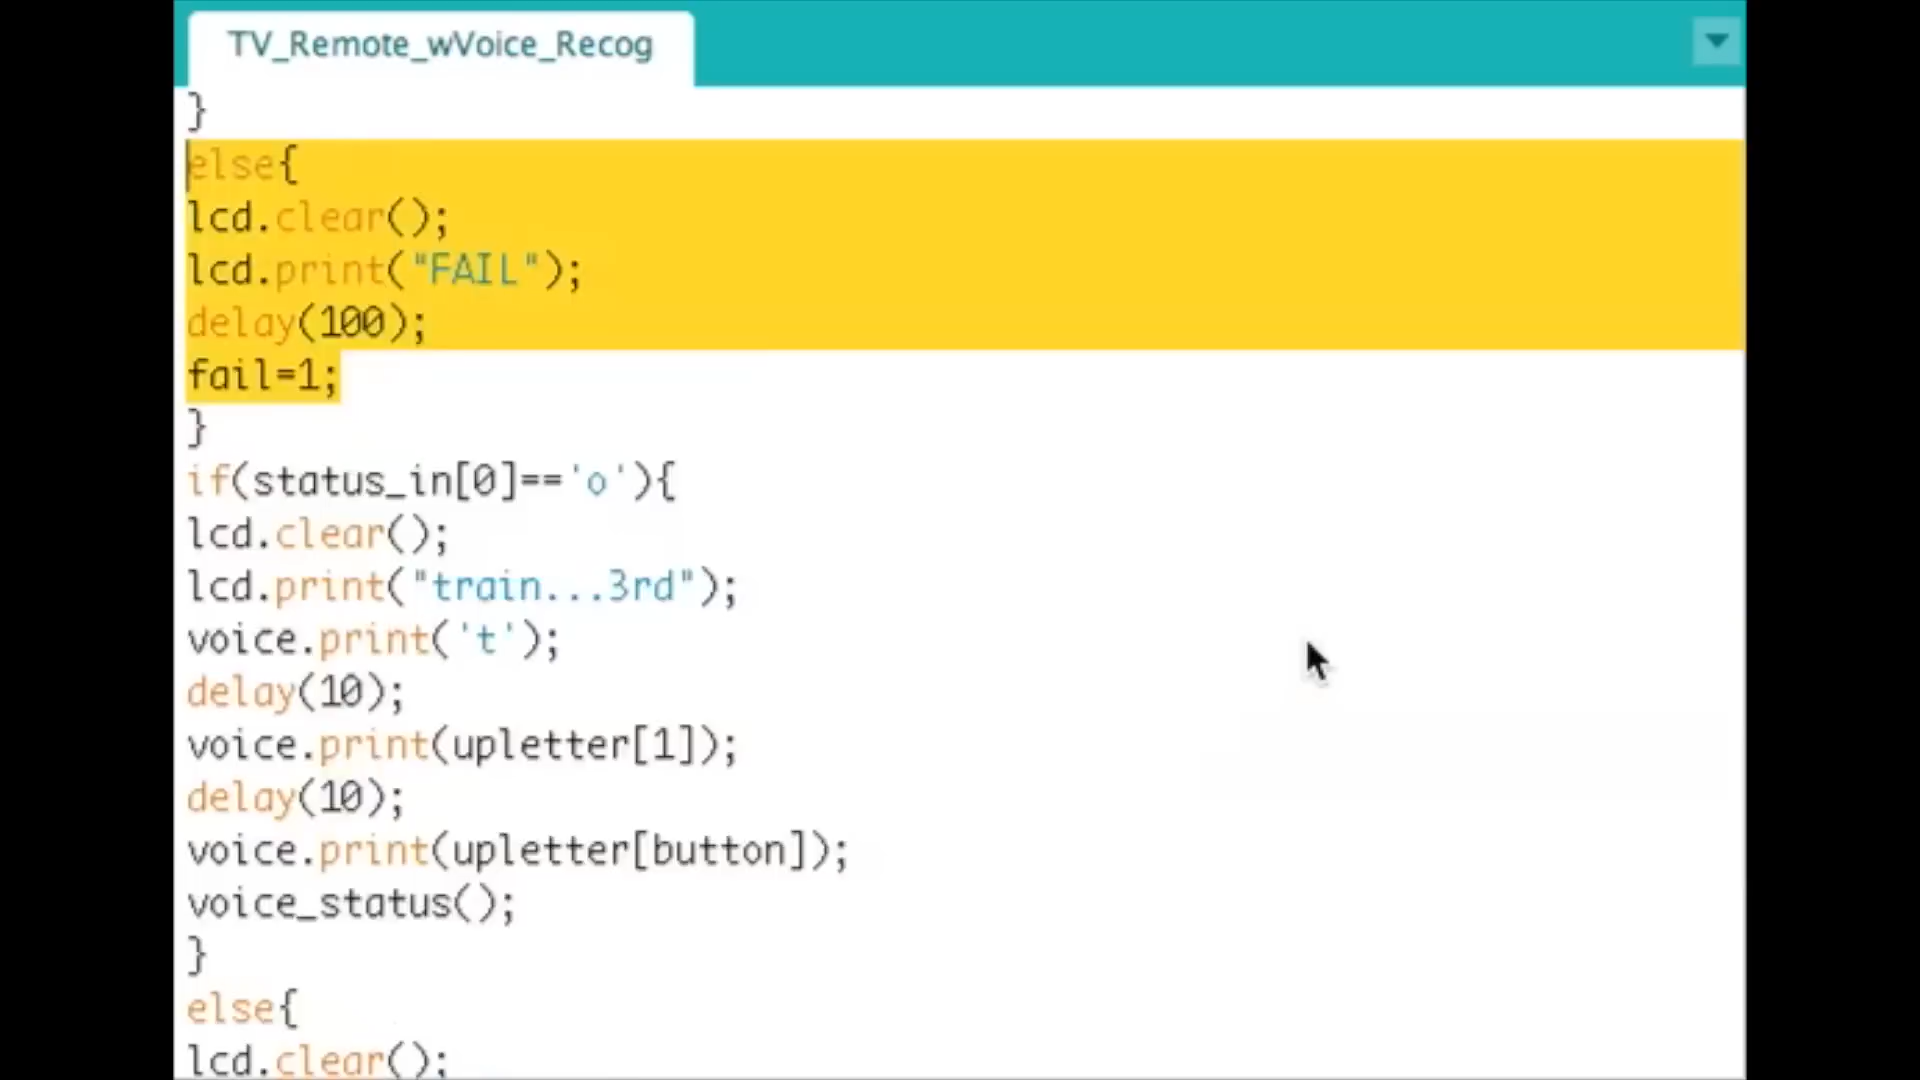 TV_Remote_wVoice_Recog
}
else{
lcd.clear();
lcd.print("FAIL");
delay(100);
fail=1;
}
if(status_in[0]=='o'){
lcd.clear();
lcd.print("train...3rd");
voice.print('t');
delay(10);
voice.print(upletter[1]);
delay(10);
voice.print(upletter[button]);
voice_status();
}
else{
lcd.clear();